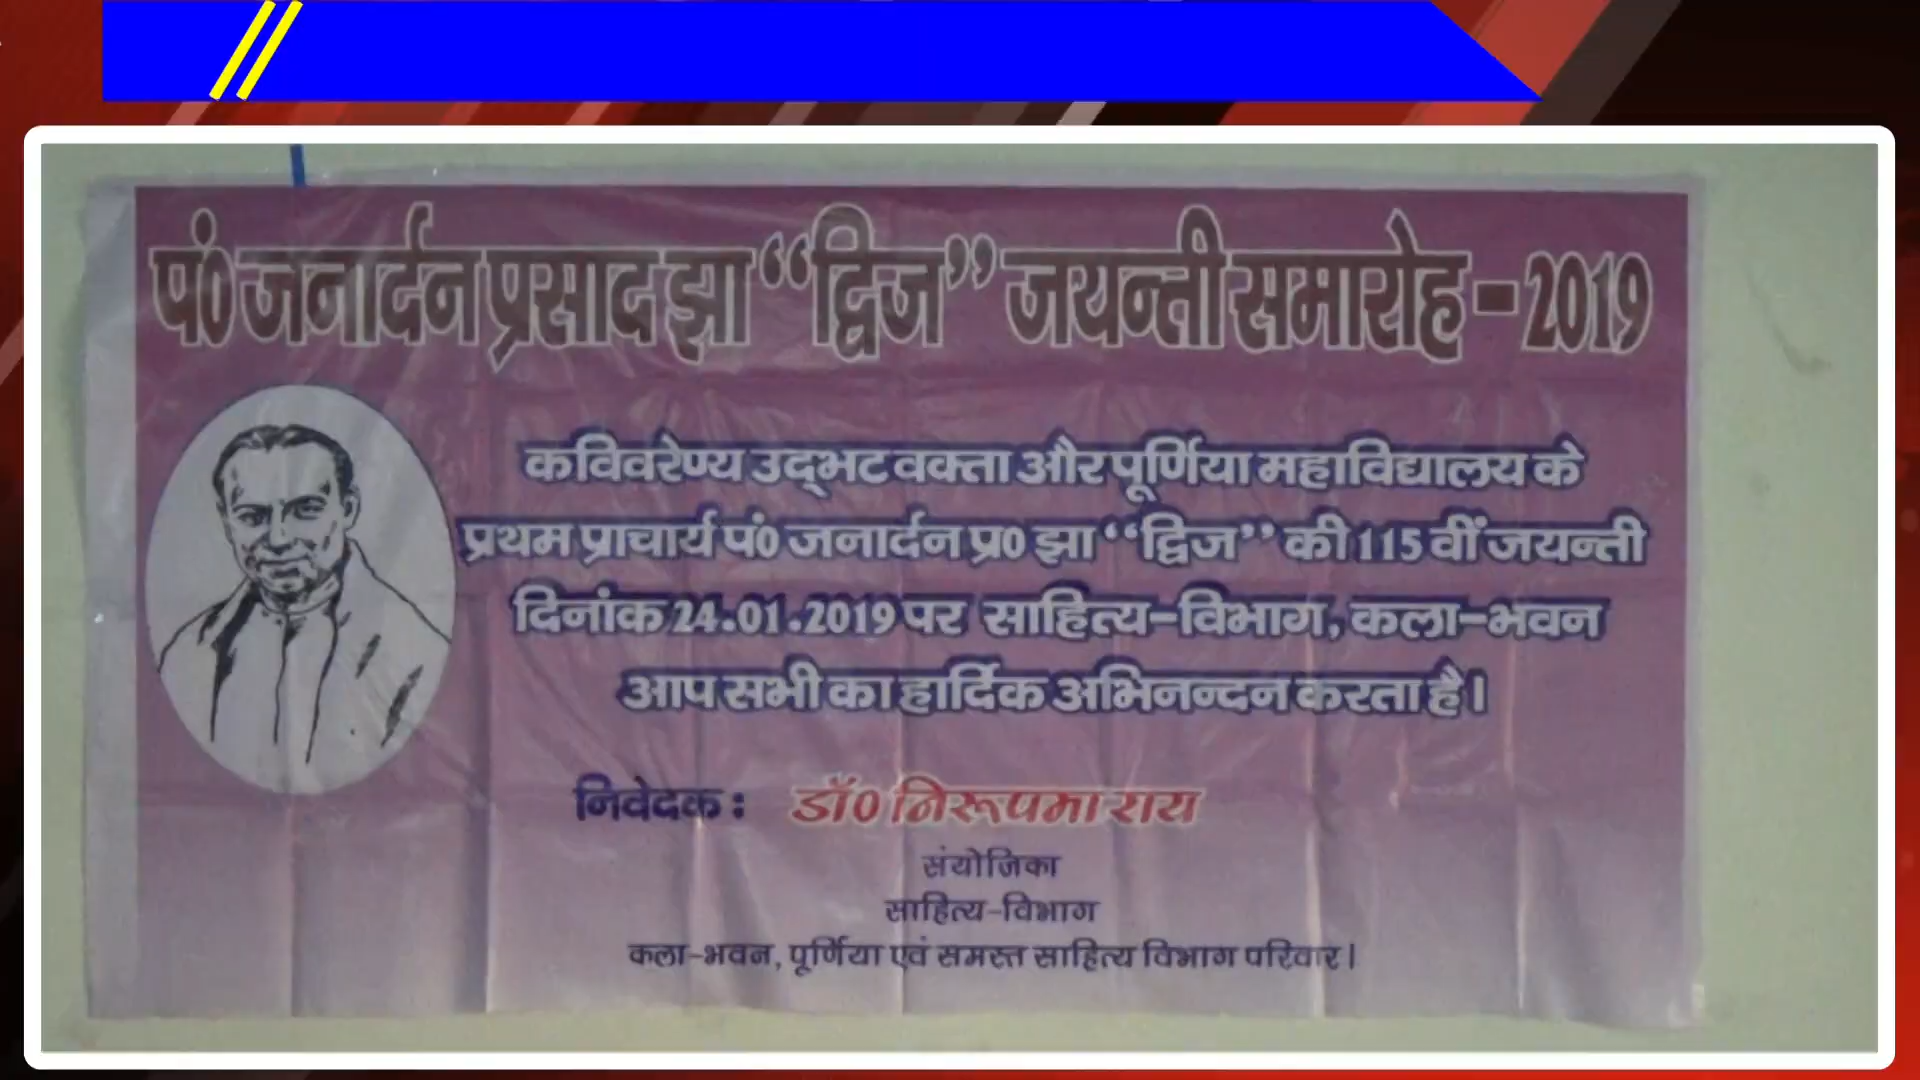 पं0 जनार्दन प्रसाद झा “द्विज” जयन्ती समारोह - 2019
कविवरेण्य उद्भट वक्ता और पूर्णिया महाविद्यालय के
प्रथम प्राचार्य पं0 जनार्दन प्र0 झा “द्विज” की 115 वीं जयन्ती
दिनांक 24.01.2019 पर साहित्य-विभाग, कला-भवन
आप सभी का हार्दिक अभिनन्दन करता है।
निवेदक : डॉ0 निरूपमा राय
संयोजिका
साहित्य-विभाग
कला-भवन, पूर्णिया एवं समस्त साहित्य विभाग परिवार।